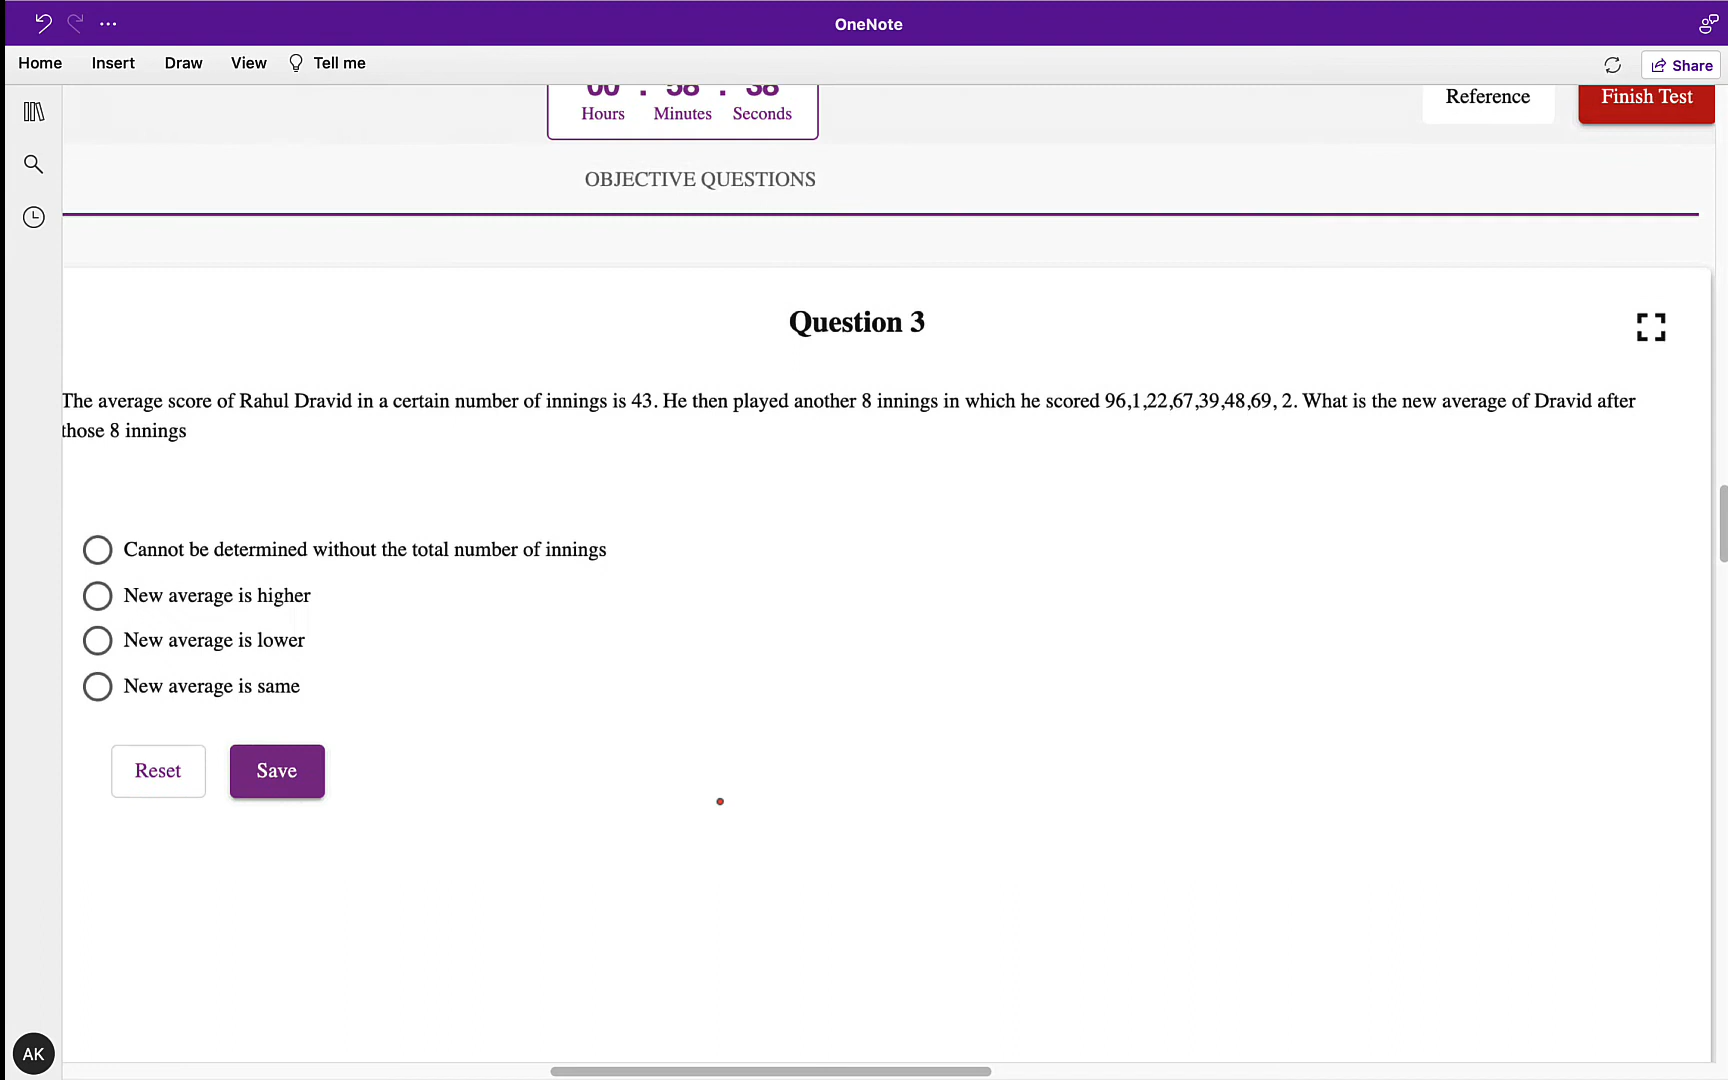 OneNote
Home Insert Draw View Tell me Share
00 : 58 : 38
Hours Minutes Seconds
Reference Finish Test
OBJECTIVE QUESTIONS
Question 3
The average score of Rahul Dravid in a certain number of innings is 43. He then played another 8 innings in which he scored 96,1,22,67,39,48,69, 2. What is the new average of Dravid after
those 8 innings
Cannot be determined without the total number of innings
New average is higher
New average is lower
New average is same
Reset Save
AK